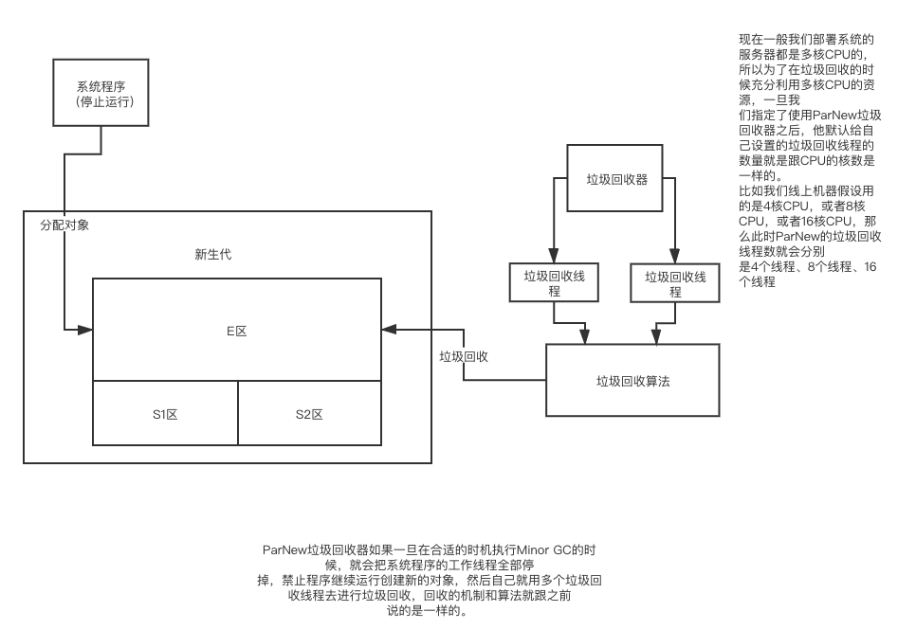 系统程序
（停止运行）
分配对象
新生代
E区
S1区
S2区
垃圾回收
垃圾回收器
垃圾回收线
程
垃圾回收线
程
垃圾回收算法
现在一般我们部署系统的
服务器都是多核CPU的，
所以为了在垃圾回收的时
候充分利用多核CPU的资
源，一旦我
们指定了使用ParNew垃圾
回收器之后，他默认给自
己设置的垃圾回收线程的
数量就是跟CPU的核数是
一样的。
比如我们线上机器假设用
的是4核CPU，或者8核
CPU，或者16核CPU，那
么此时ParNew的垃圾回收
线程数就会分别
是4个线程、8个线程、16
个线程
ParNew垃圾回收器如果一旦在合适的时机执行Minor GC的时
候，就会把系统程序的工作线程全部停
掉，禁止程序继续运行创建新的对象，然后自己就用多个垃圾回
收线程去进行垃圾回收，回收的机制和算法就跟之前
说的是一样的。